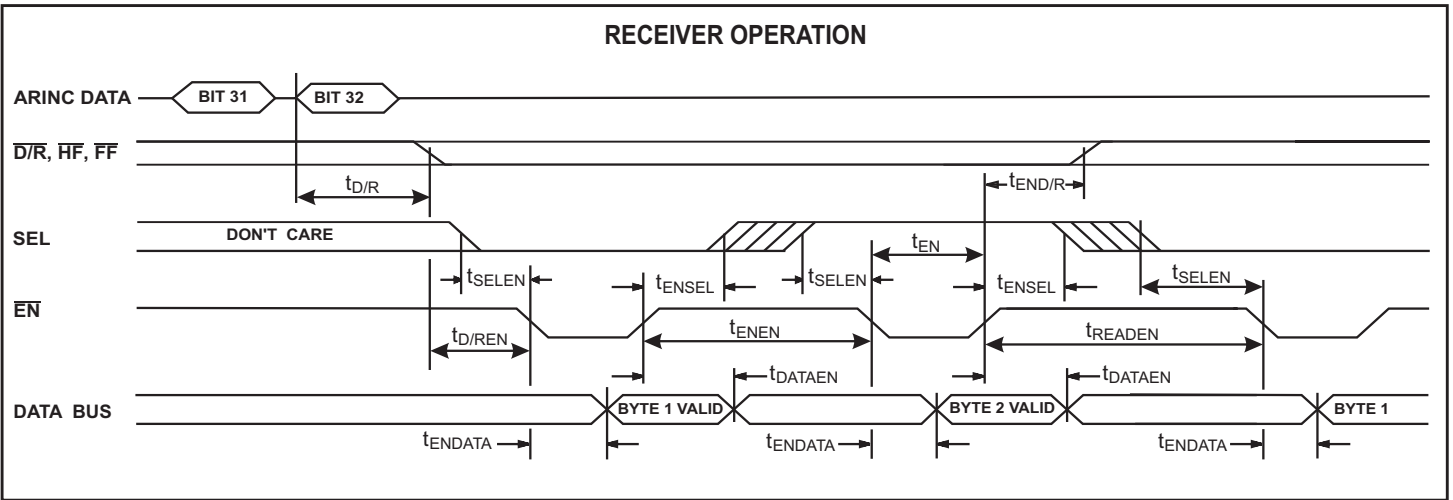 RECEIVER OPERATION
ARINC DATA BIT 31 BIT 32
D/R, HF, FF
tD/R tEND/R
SEL DON'T CARE tEN
tSELEN tENSEL tSELEN tENSEL tSELEN
EN
tD/REN tENEN tREADEN
tDATAEN tDATAEN
DATA BUS BYTE 1 VALID BYTE 2 VALID BYTE 1
tENDATA tENDATA tENDATA